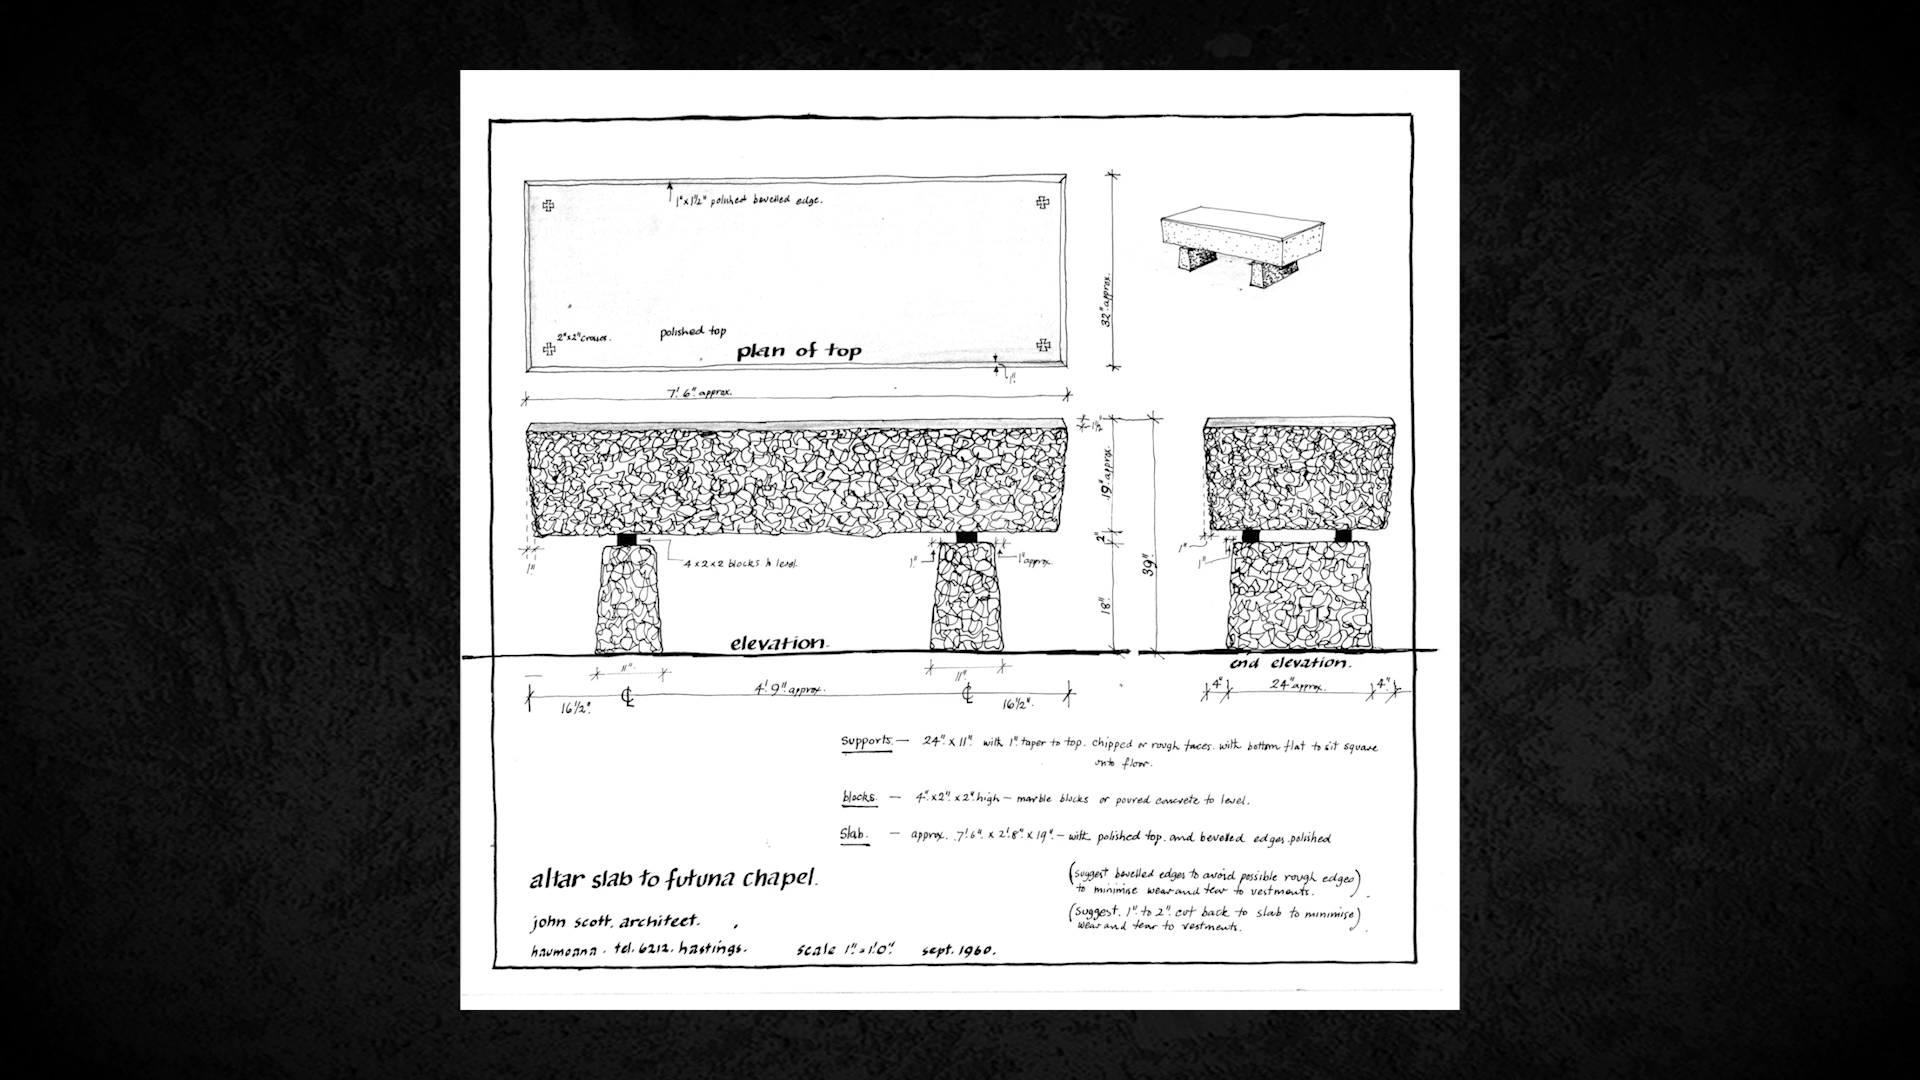 1"x1½" polished bevelled edge.
2"x2" crosses.
polished top
plan of top
1"
32" approx.
7'. 6" approx.
1½"
19" approx.
2"
39"
18"
1"
4 x 2 x 2 blocks to level.
1"
1" approx.
1"
1"
elevation.
end elevation.
11"
11"
16½"
4'. 9" approx.
16½"
4"
24" approx.
4"
supports. — 24" x 11" with 1" taper to top. chipped or rough faces. with bottom flat to sit square
onto floor.
blocks. — 4" x 2" x 2" high — marble blocks or poured concrete to level.
Slab. — approx. 7'. 6" x 2'. 8" x 19" — with polished top. and bevelled edges. polished
(suggest bevelled edges to avoid possible rough edges)
to minimise wear and tear to vestments.
(suggest. 1" to 2" cut back to slab to minimise)
wear and tear to vestments.
altar slab to futuna chapel.
john scott, architect.
haumoana. tel. 6212. hastings. scale 1" = 1'. 0" sept. 1960.